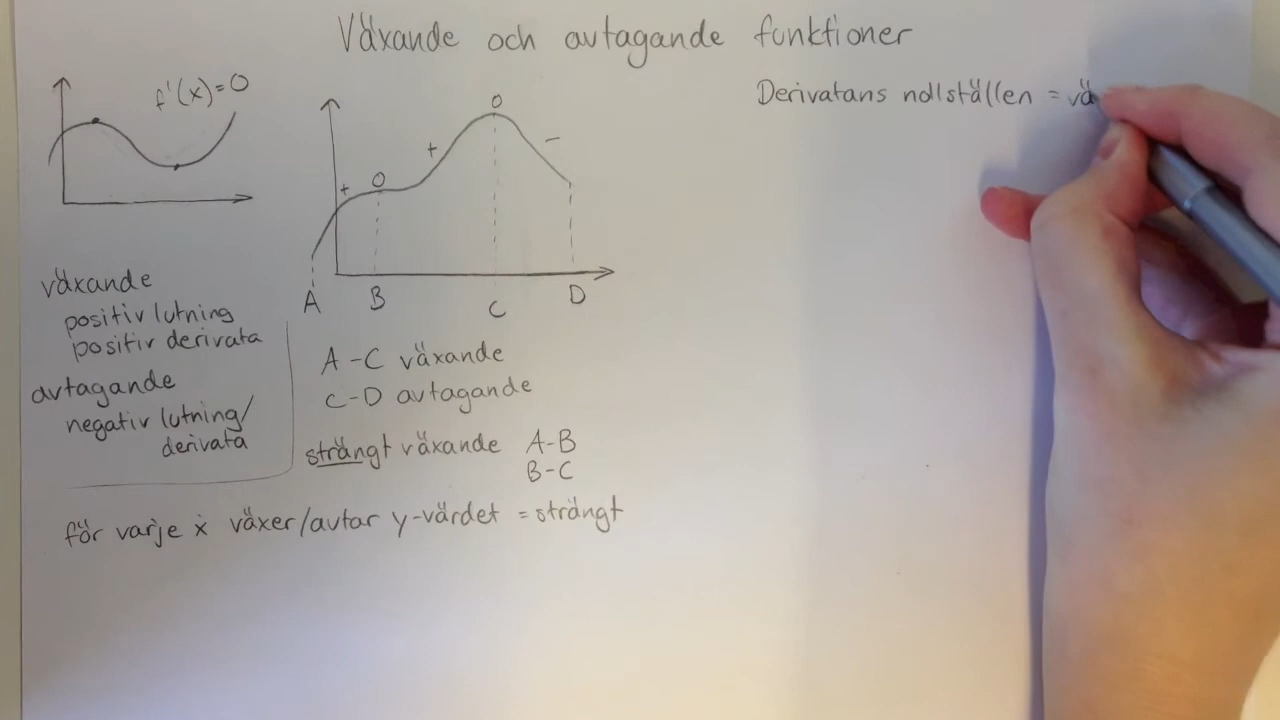 Växande och avtagande funktioner
f'(x)=0
0
0
+
+
−
A
B
C
D
växande
positiv lutning
positiv derivata
avtagande
negativ lutning/
derivata
A-C växande
C-D avtagande
strängt växande A-B
B-C
för varje x växer/avtar y-värdet = strängt
Derivatans nollställen = vä